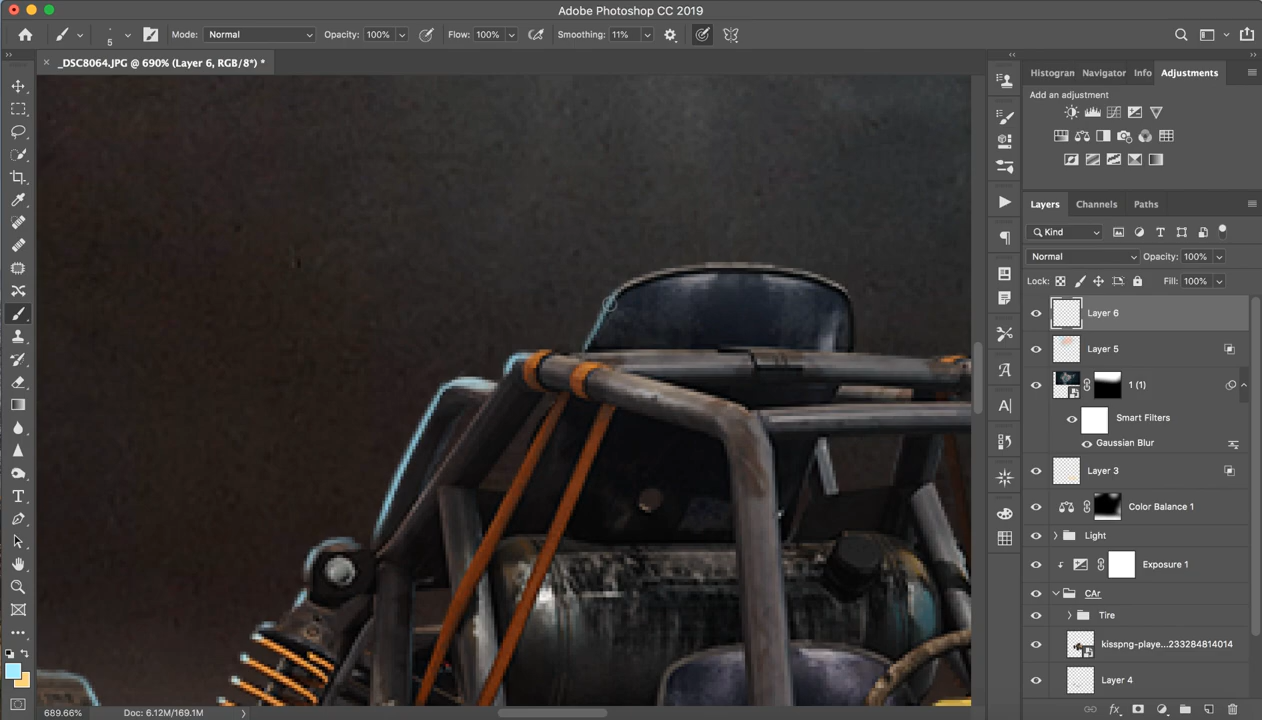 Adobe Photoshop CC 2019
5
Mode: Normal
Opacity: 100%
Flow: 100%
Smoothing: 11%
_DSC8064.JPG @ 690% (Layer 6, RGB/8*) *
Histogran
Navigator
Info
Adjustments
Add an adjustment
Layers
Channels
Paths
Kind
Normal
Opacity: 100%
Lock:
Fill: 100%
Layer 6
Layer 5
1 (1)
Smart Filters
Gaussian Blur
Layer 3
Color Balance 1
Light
Exposure 1
CAr
Tire
kisspng-playe...233284814014
Layer 4
689.66%
Doc: 6.12M/169.1M